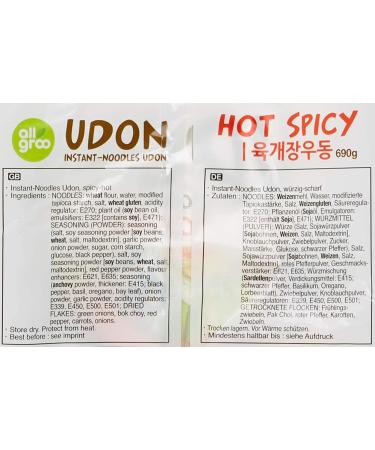 all groo
UDON
INSTANT-NOODLES UDON
HOT SPICY
육개장우동 690g
GB
· Instant-Noodles Udon, spicy-hot
· Ingredients : NOODLES: wheat flour, water, modified
tapioca starch, salt, wheat gluten, acidity
regulator: E270; plant oil (soy bean oil,
emulsifiers: E322 [contains soy], E471);
SEASONING (POWDER): seasoning
(salt, soy seasoning powder [soy beans,
wheat, salt, maltodextrin], garlic powder,
onion powder, sugar, corn starch,
glucose, black pepper), salt, soy
seasoning powder (soy beans, wheat, salt,
maltodextrin), red pepper powder, flavour
enhancers: E621, E635; spice mixture
(anchovy powder, thickener: E415; black
pepper, basil, oregano, bay leaf), onion
powder, garlic powder, acidity regulators:
E339, E450, E500, E501; DRIED
FLAKES: green onions, bok choy, red
pepper, carrots, onions.
· Store dry. Protect from heat.
· Best before : see imprint
DE
· Instant-Noodles Udon, würzig-scharf
· Zutaten : NOODLES: Weizenmehl, Wasser, modifizierte
Tapiokastärke, Salz, Weizengluten, Säureregulator:
E270; Pflanzenöl (Sojaöl, Emulgatoren:
E322 [enthält Soja], E471); WÜRZMITTEL
(PULVER): Würze (Salz, Sojawürzpulver
[Sojabohnen, Weizen, Salz, Maltodextrin],
Knoblauchpulver, Zwiebelpulver, Zucker,
Maisstärke, Glukose, schwarzer Pfeffer), Salz,
Sojawürzpulver (Sojabohnen, Weizen, Salz,
Maltodextrin), rotes Pfefferpulver, Geschmacks-
verstärker: E621, E635; Würzmischung
(Sardellenpulver, Verdickungsmittel: E415;
schwarzer Pfeffer, Basilikum, Oregano,
Lorbeerblatt), Zwiebelpulver, Knoblauchpulver,
Säureregulatoren: E339, E450, E500, E501;
GETROCKNETE FLOCKEN: Frühlings-
zwiebeln, Pak Choi, roter Pfeffer, Karotten,
Zwiebeln.
· Trocken lagern. Vor Wärme schützen.
· Mindestens haltbar bis : siehe Aufdruck